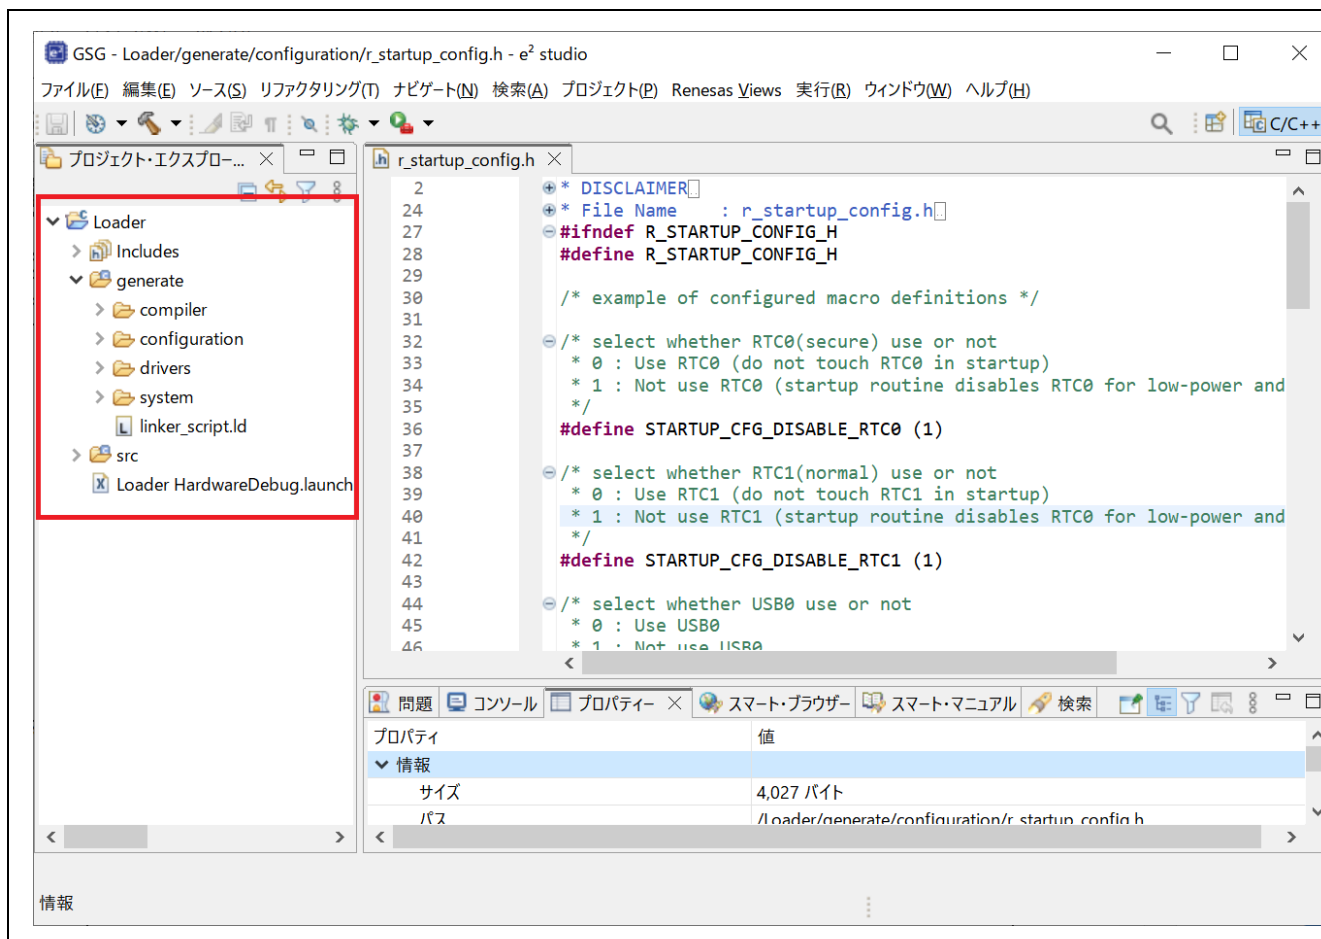 GSG - Loader/generate/configuration/r_startup_config.h - e² studio
ファイル(F) 編集(E) ソース(S) リファクタリング(T) ナビゲート(N) 検索(A) プロジェクト(P) Renesas Views 実行(R) ウィンドウ(W) ヘルプ(H)
C/C++
プロジェクト・エクスプロー...
Loader
Includes
generate
compiler
configuration
drivers
system
linker_script.ld
src
Loader HardwareDebug.launch
r_startup_config.h
2 * DISCLAIMER
24 * File Name : r_startup_config.h
27 #ifndef R_STARTUP_CONFIG_H
28 #define R_STARTUP_CONFIG_H
29
30 /* example of configured macro definitions */
31
32 /* select whether RTC0(secure) use or not
33 * 0 : Use RTC0 (do not touch RTC0 in startup)
34 * 1 : Not use RTC0 (startup routine disables RTC0 for low-power and
35 */
36 #define STARTUP_CFG_DISABLE_RTC0 (1)
37
38 /* select whether RTC1(normal) use or not
39 * 0 : Use RTC1 (do not touch RTC1 in startup)
40 * 1 : Not use RTC1 (startup routine disables RTC0 for low-power and
41 */
42 #define STARTUP_CFG_DISABLE_RTC1 (1)
43
44 /* select whether USB0 use or not
45 * 0 : Use USB0
46 * 1 : Not use USB0
問題 コンソール プロパティー スマート・ブラウザー スマート・マニュアル 検索
プロパティ 値
情報
サイズ 4,027 バイト
パス /Loader/generate/configuration/r_startup_config.h
情報